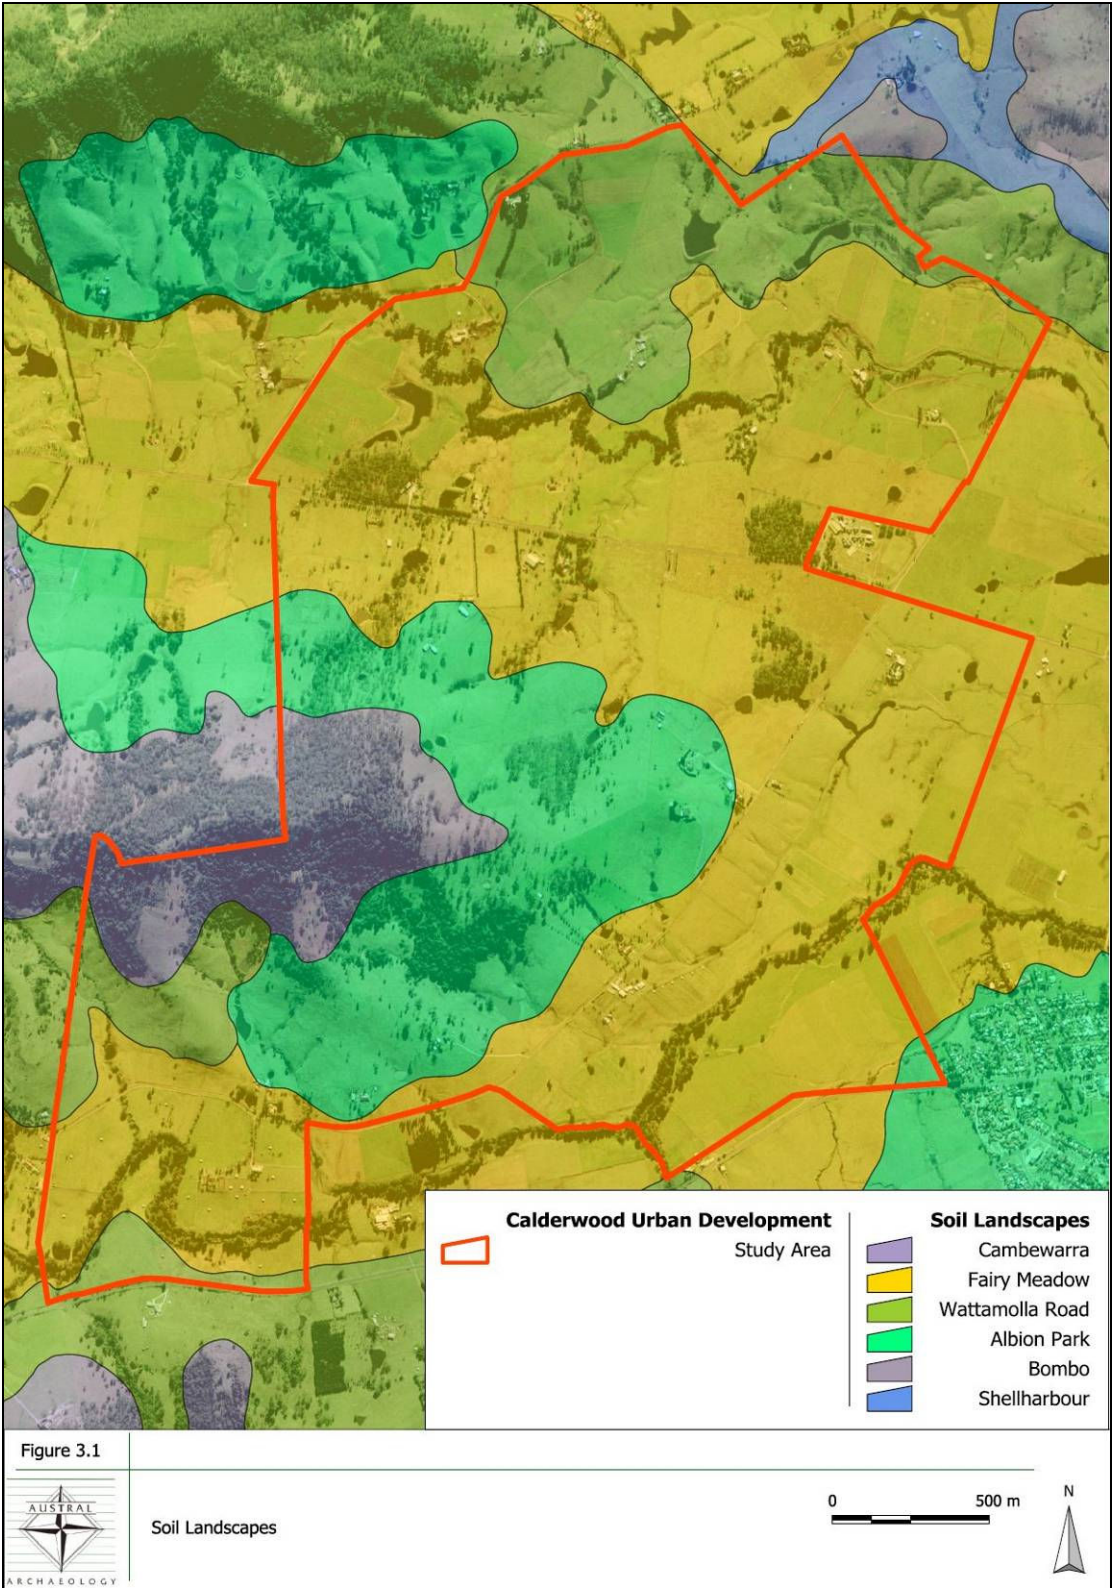 Calderwood Urban Development
Study Area
Soil Landscapes
Cambewarra
Fairy Meadow
Wattamolla Road
Albion Park
Bombo
Shellharbour
Figure 3.1
AUSTRAL
ARCHAEOLOGY
Soil Landscapes
0 500 m
N